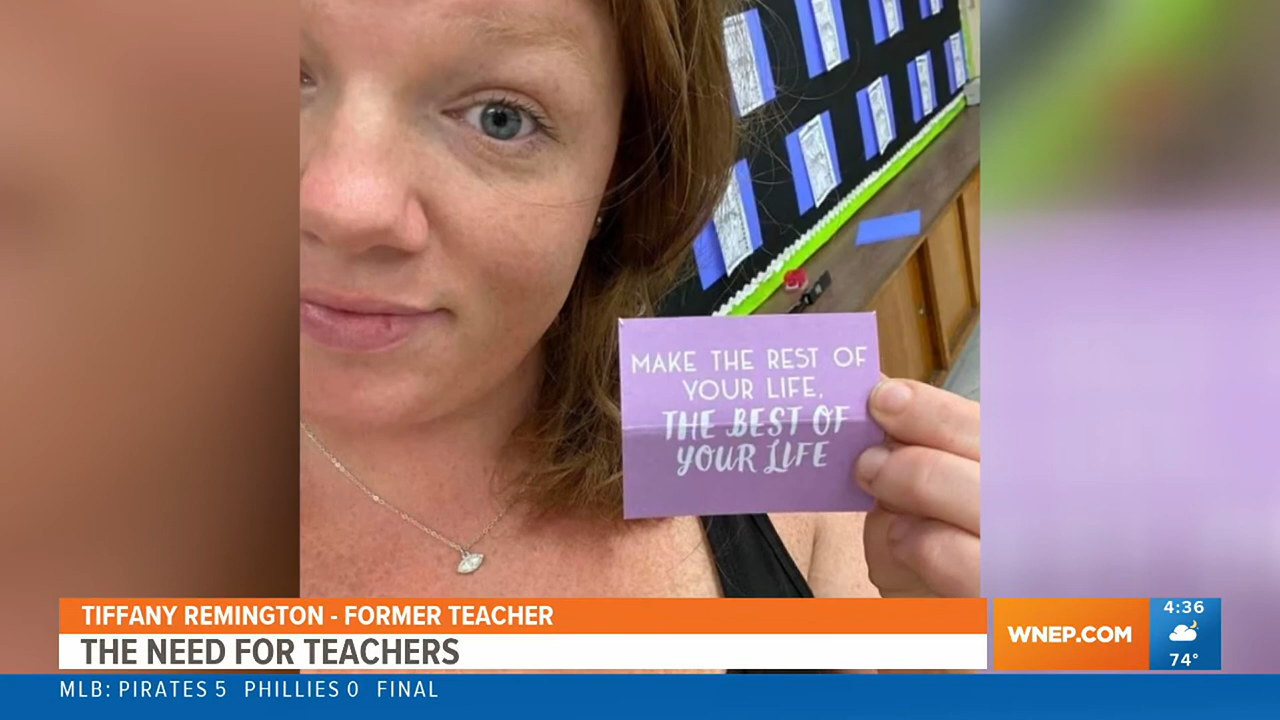 MAKE THE REST OF
YOUR LIFE,
THE BEST OF
YOUR LIFE
TIFFANY REMINGTON - FORMER TEACHER
THE NEED FOR TEACHERS
WNEP.COM
4:36
74°
MLB: PIRATES 5 PHILLIES 0 FINAL